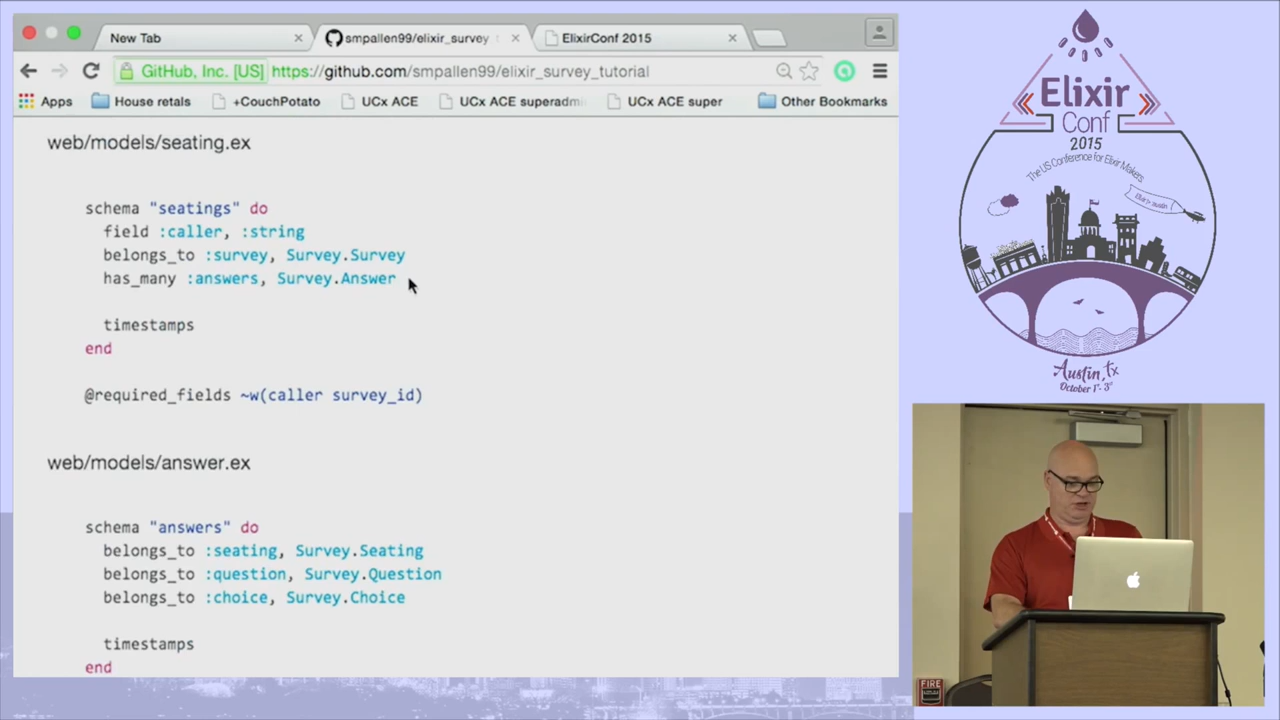 New Tab
smpallen99/elixir_survey
ElixirConf 2015
GitHub, Inc. [US]
https://github.com/smpallen99/elixir_survey_tutorial
Apps
House retals
+CouchPotato
UCx ACE
UCx ACE superadmi
UCx ACE super
Other Bookmarks
web/models/seating.ex
schema "seatings" do
field :caller, :string
belongs_to :survey, Survey.Survey
has_many :answers, Survey.Answer
timestamps
end
@required_fields ~w(caller survey_id)
web/models/answer.ex
schema "answers" do
belongs_to :seating, Survey.Seating
belongs_to :question, Survey.Question
belongs_to :choice, Survey.Choice
timestamps
end
Elixir
Conf
2015
The US Conference for Elixir Makers
Austin, tx
October 1st - 3rd
FIRE